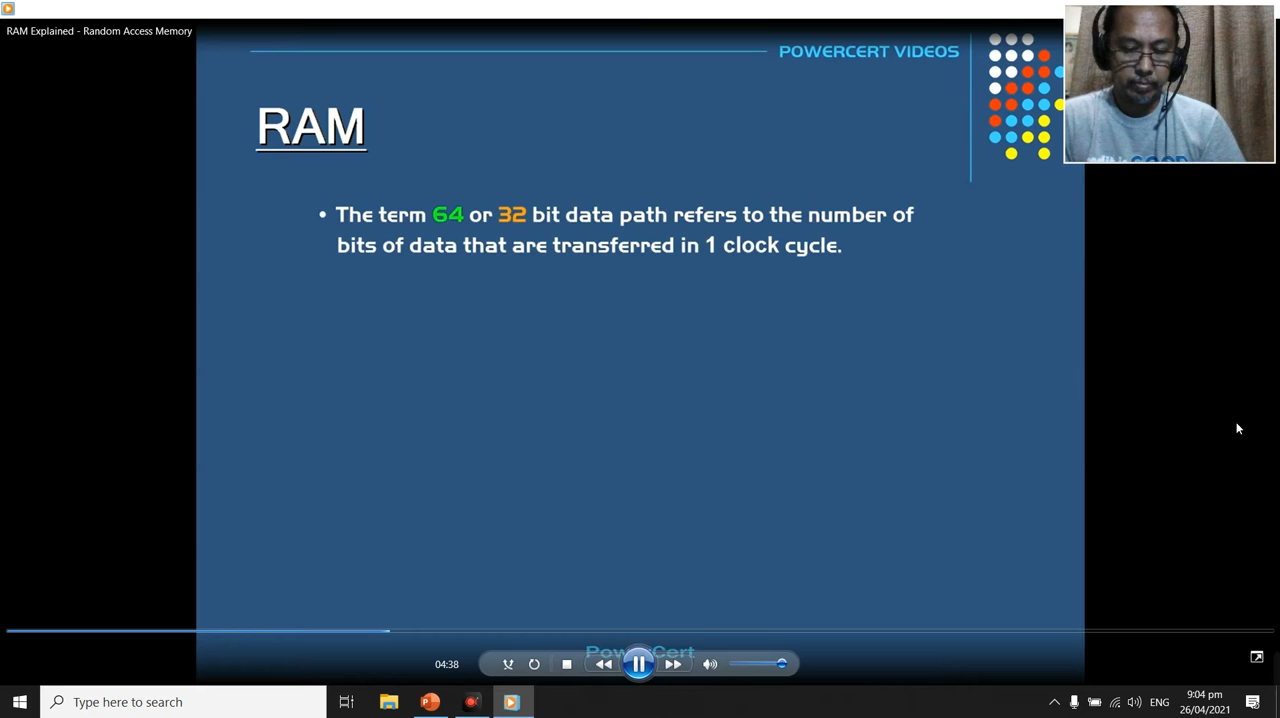 RAM Explained - Random Access Memory
POWERCERT VIDEOS
RAM
• The term 64 or 32 bit data path refers to the number of
bits of data that are transferred in 1 clock cycle.
PowerCert
04:38
Type here to search
ENG
9:04 pm
26/04/2021